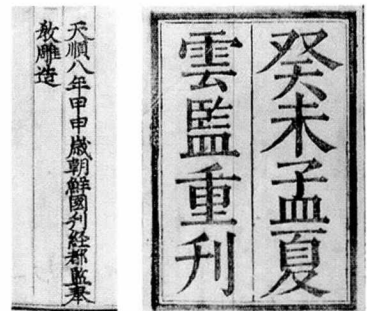 癸未孟夏
雲監重刊
天順八年甲申歲朝鮮國刊経都監奉
敎雕造